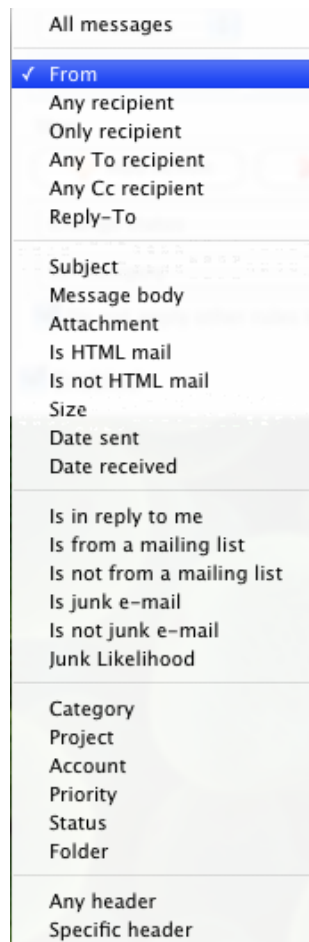 All messages
✓ From
Any recipient
Only recipient
Any To recipient
Any Cc recipient
Reply-To
Subject
Message body
Attachment
Is HTML mail
Is not HTML mail
Size
Date sent
Date received
Is in reply to me
Is from a mailing list
Is not from a mailing list
Is junk e-mail
Is not junk e-mail
Junk Likelihood
Category
Project
Account
Priority
Status
Folder
Any header
Specific header